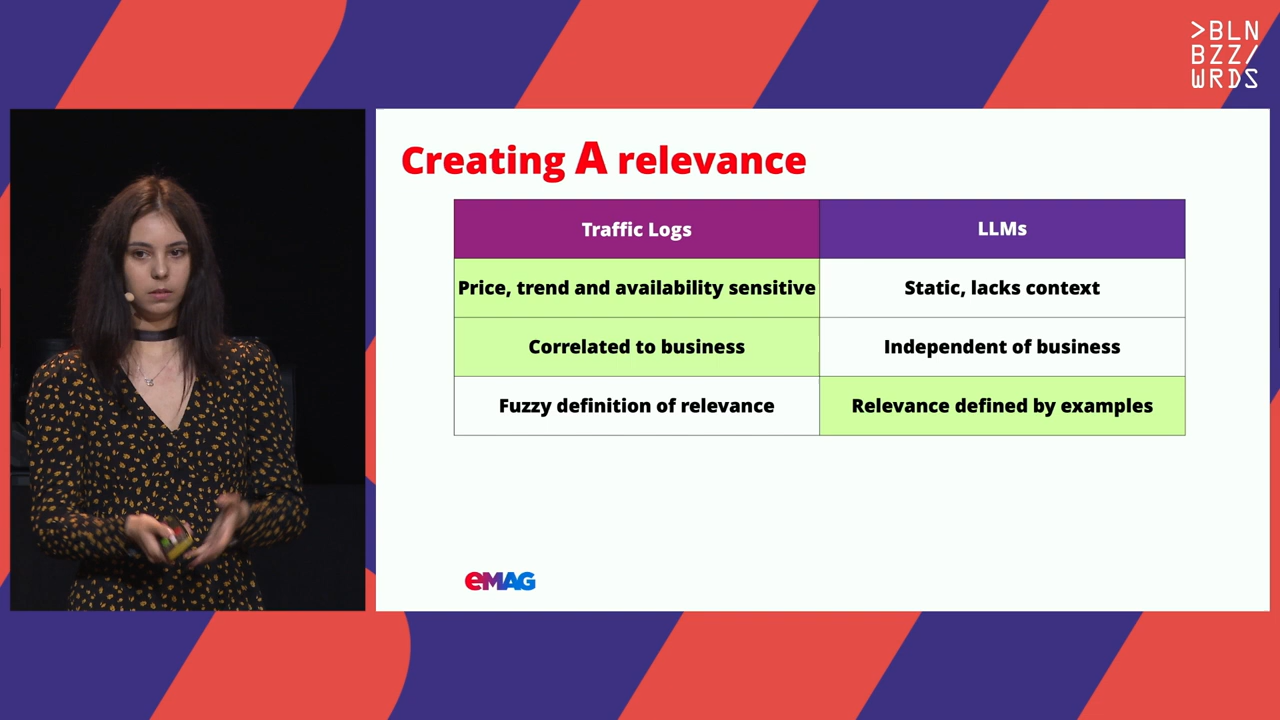 >BLN
BZZ/
WRDS
Creating A relevance
Traffic Logs
LLMs
Price, trend and availability sensitive
Static, lacks context
Correlated to business
Independent of business
Fuzzy definition of relevance
Relevance defined by examples
eMAG